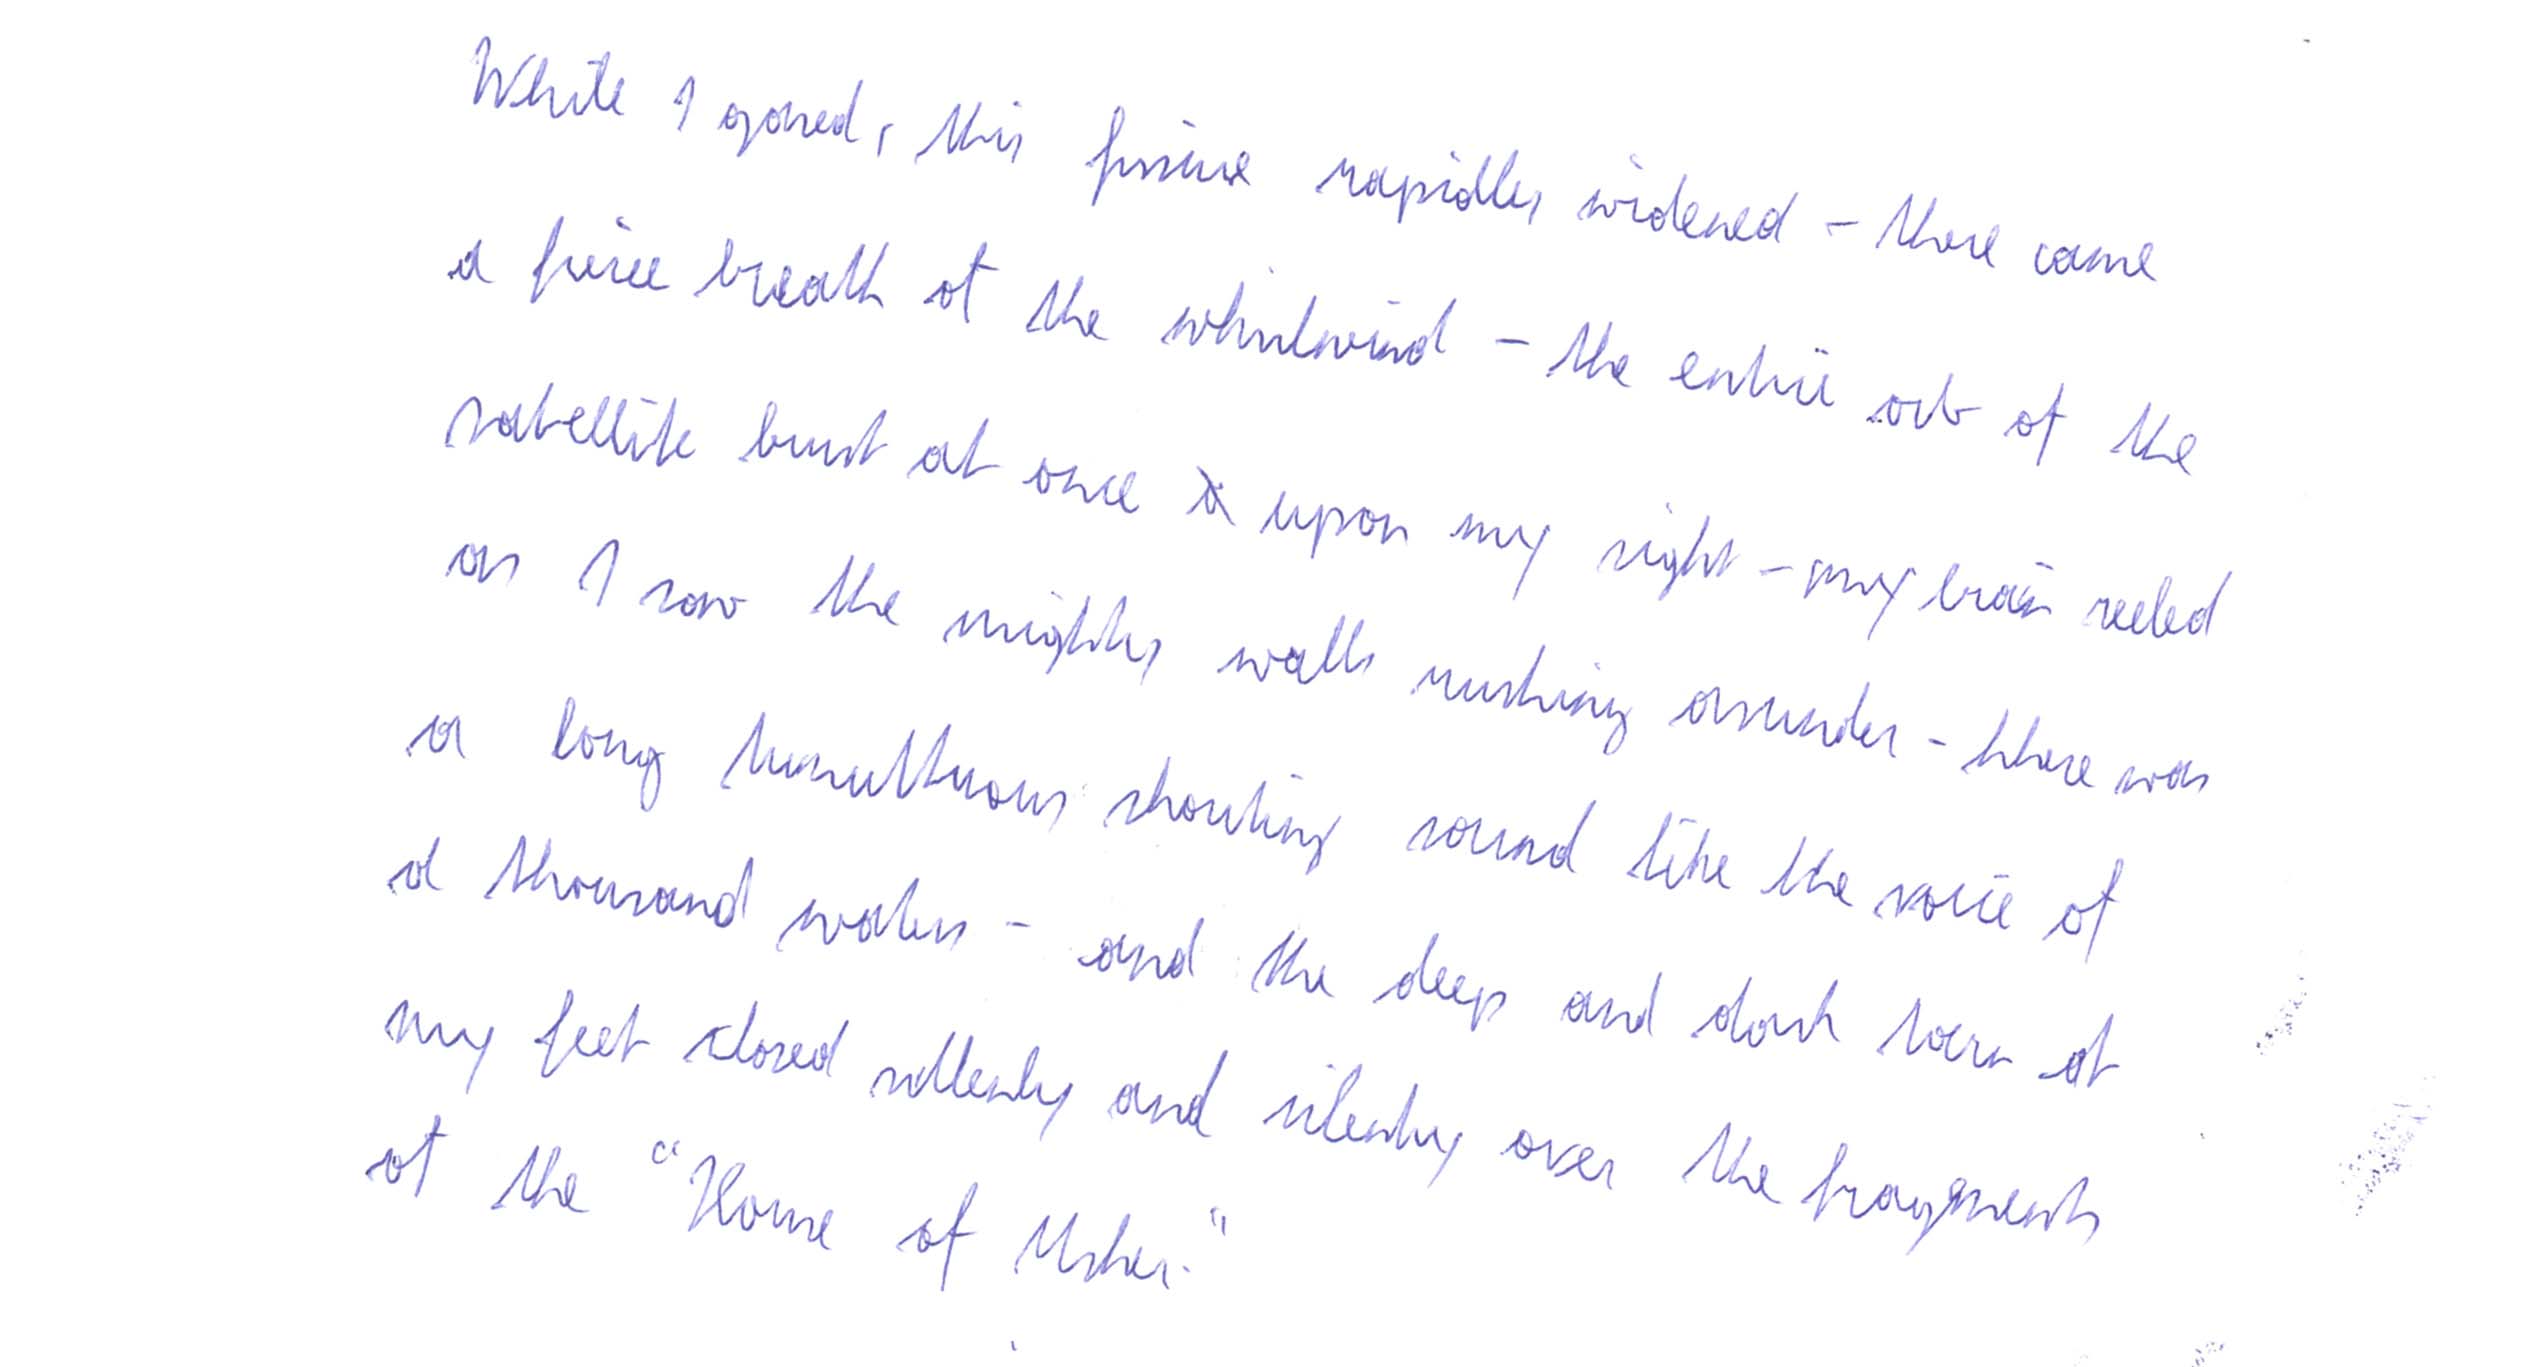 While I gazed, this fissure rapidly widened - there came
a fierce breath of the whirlwind - the entire orb of the
satellite burst at once upon my sight - my brain reeled
as I saw the mighty walls rushing asunder - there was
a long tumultuous shouting sound like the voice of
a thousand waters - and the deep and dark tarn at
my feet closed sullenly and silently over the fragments
of the "House of Usher."